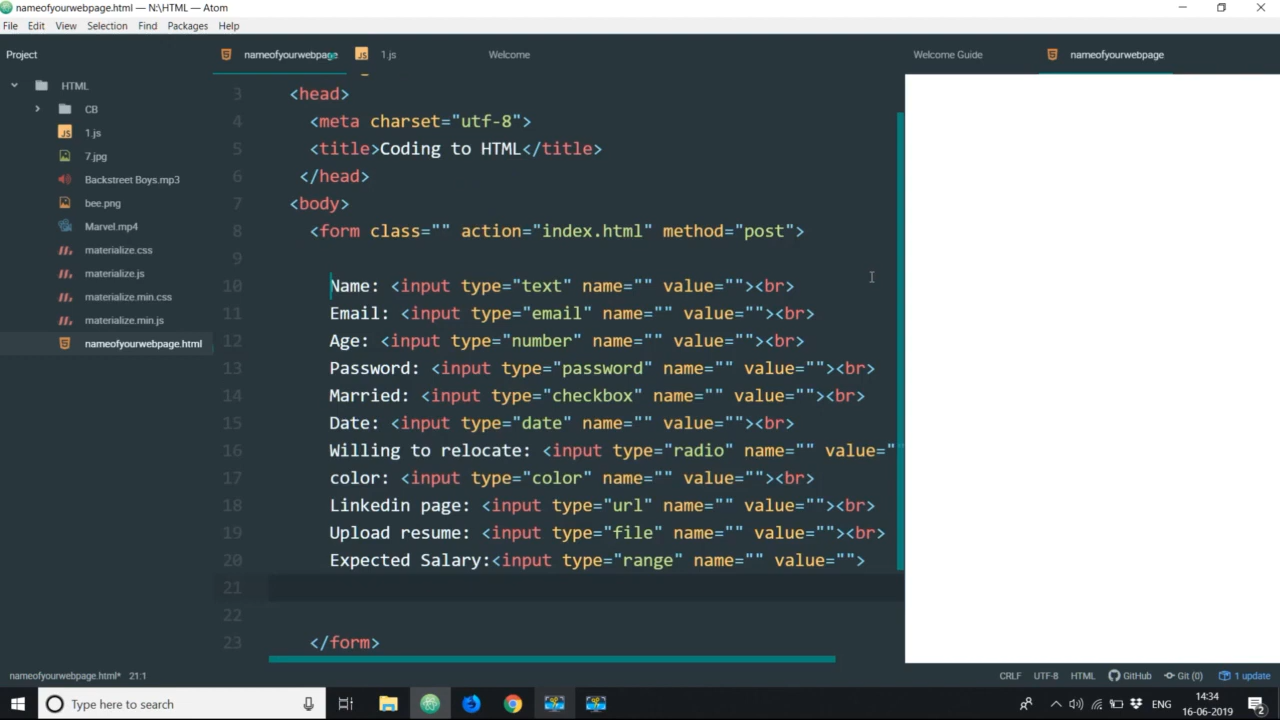 nameofyourwebpage.html — N:\HTML — Atom
File Edit View Selection Find Packages Help
Project
nameofyourwebpage
1.js
Welcome
Welcome Guide
nameofyourwebpage
HTML
CB
1.js
7.jpg
Backstreet Boys.mp3
bee.png
Marvel.mp4
materialize.css
materialize.js
materialize.min.css
materialize.min.js
nameofyourwebpage.html
3 <head>
4 <meta charset="utf-8">
5 <title>Coding to HTML</title>
6 </head>
7 <body>
8 <form class="" action="index.html" method="post">
9
10 Name: <input type="text" name="" value=""><br>
11 Email: <input type="email" name="" value=""><br>
12 Age: <input type="number" name="" value=""><br>
13 Password: <input type="password" name="" value=""><br>
14 Married: <input type="checkbox" name="" value=""><br>
15 Date: <input type="date" name="" value=""><br>
16 Willing to relocate: <input type="radio" name="" value="
17 color: <input type="color" name="" value=""><br>
18 Linkedin page: <input type="url" name="" value=""><br>
19 Upload resume: <input type="file" name="" value=""><br>
20 Expected Salary:<input type="range" name="" value="">
21
22
23 </form>
nameofyourwebpage.html* 21:1
CRLF UTF-8 HTML GitHub Git (0) 1 update
Type here to search
ENG
14:34
16-06-2019
2